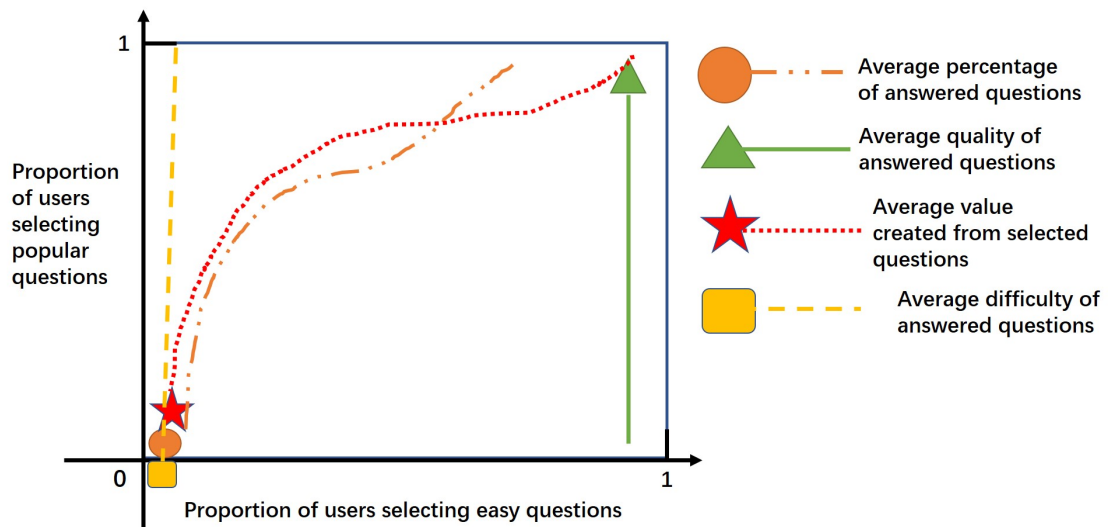 1
Proportion
of users
selecting
popular
questions
0
1
Proportion of users selecting easy questions
Average percentage
of answered questions
Average quality of
answered questions
Average value
created from selected
questions
Average difficulty of
answered questions